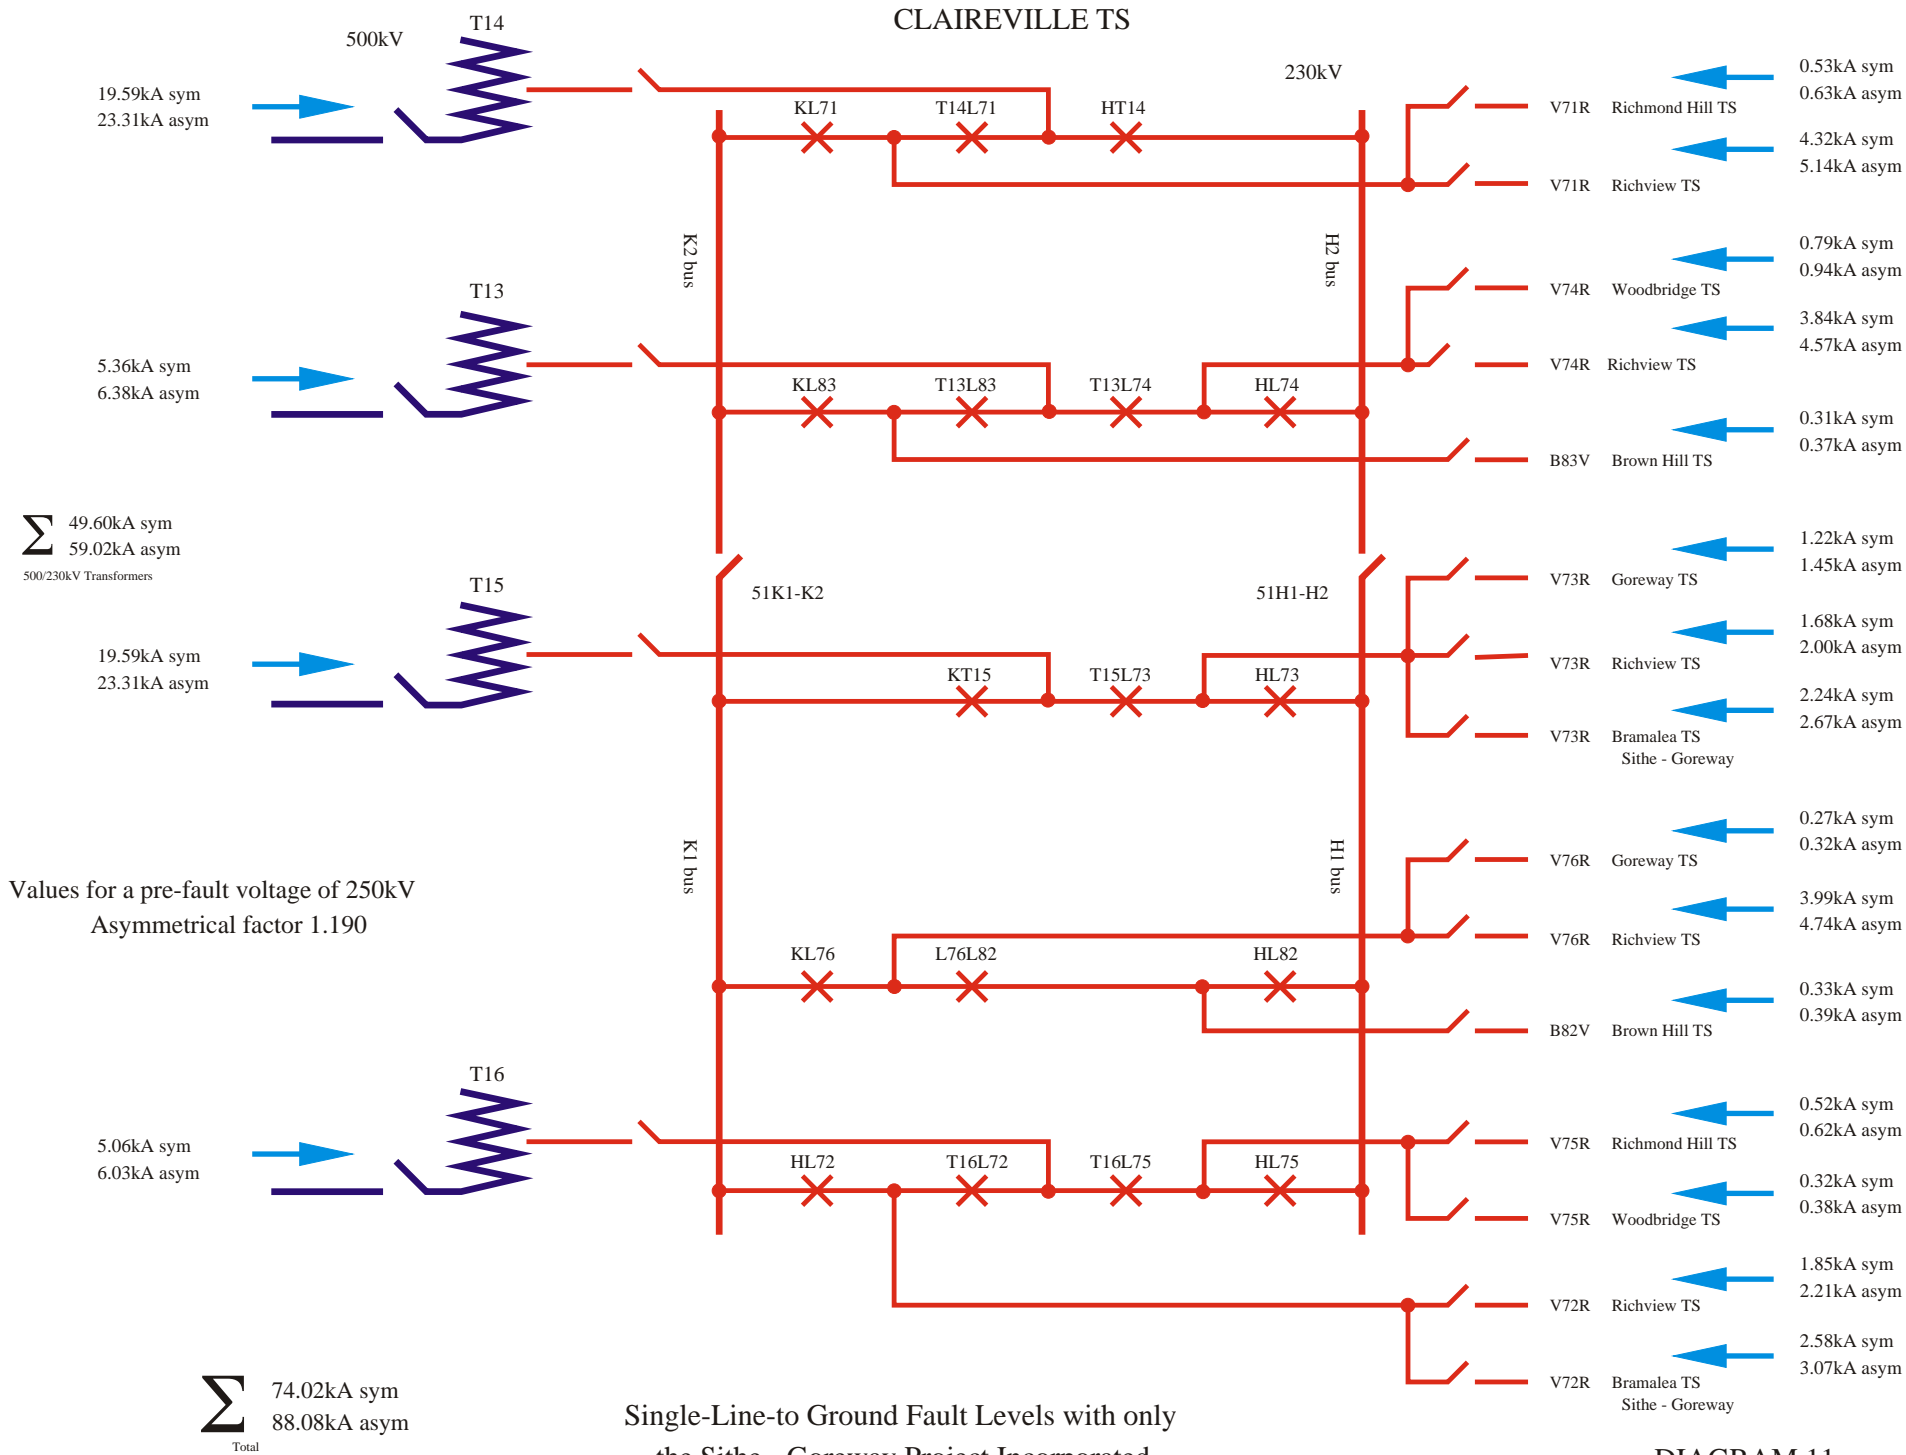 CLAIREVILLE TS
500kV
T14
19.59kA sym
23.31kA asym
230kV
KL71
T14L71
HT14
0.53kA sym
0.63kA asym
V71R Richmond Hill TS
4.32kA sym
5.14kA asym
V71R Richview TS
K2 bus
H2 bus
0.79kA sym
0.94kA asym
V74R Woodbridge TS
T13
5.36kA sym
6.38kA asym
3.84kA sym
4.57kA asym
V74R Richview TS
KL83
T13L83
T13L74
HL74
0.31kA sym
0.37kA asym
B83V Brown Hill TS
Σ 49.60kA sym
59.02kA asym
500/230kV Transformers
51K1-K2
51H1-H2
1.22kA sym
1.45kA asym
V73R Goreway TS
T15
19.59kA sym
23.31kA asym
1.68kA sym
2.00kA asym
V73R Richview TS
KT15
T15L73
HL73
2.24kA sym
2.67kA asym
V73R Bramalea TS
Sithe - Goreway
K1 bus
H1 bus
0.27kA sym
0.32kA asym
V76R Goreway TS
Values for a pre-fault voltage of 250kV
Asymmetrical factor 1.190
3.99kA sym
4.74kA asym
V76R Richview TS
KL76
L76L82
HL82
0.33kA sym
0.39kA asym
B82V Brown Hill TS
T16
5.06kA sym
6.03kA asym
0.52kA sym
0.62kA asym
V75R Richmond Hill TS
HL72
T16L72
T16L75
HL75
0.32kA sym
0.38kA asym
V75R Woodbridge TS
1.85kA sym
2.21kA asym
V72R Richview TS
2.58kA sym
3.07kA asym
V72R Bramalea TS
Sithe - Goreway
Σ 74.02kA sym
88.08kA asym
Total
Single-Line-to Ground Fault Levels with only
the Sithe - Goreway Project Incorporated
DIAGRAM 11